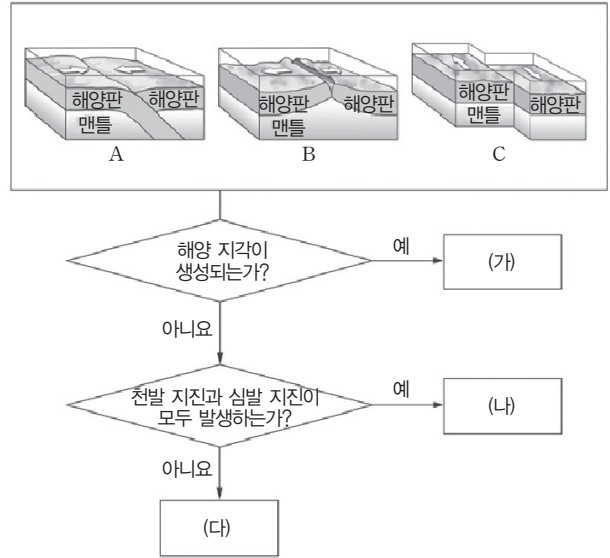 해양판
해양판
맨틀
A
해양판
해양판
맨틀
B
해양판
해양판
맨틀
C
해양 지각이
생성되는가?
예
(가)
아니요
천발 지진과 심발 지진이
모두 발생하는가?
예
(나)
아니요
(다)